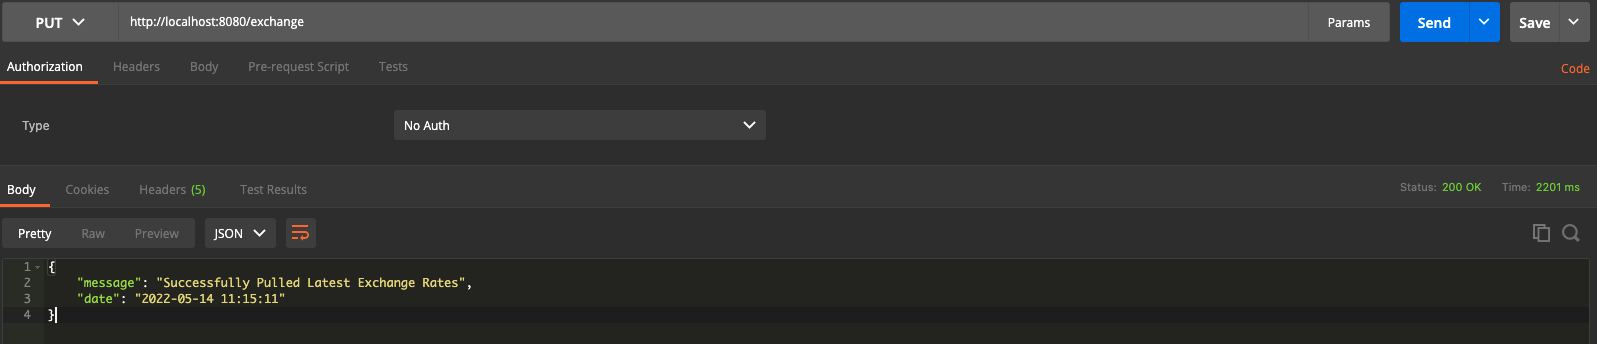 PUT http://localhost:8080/exchange Params Send Save
Authorization Headers Body Pre-request Script Tests Code
Type No Auth
Body Cookies Headers (5) Test Results Status: 200 OK Time: 2201 ms
Pretty Raw Preview JSON
1 {
2 "message": "Successfully Pulled Latest Exchange Rates",
3 "date": "2022-05-14 11:15:11"
4 }